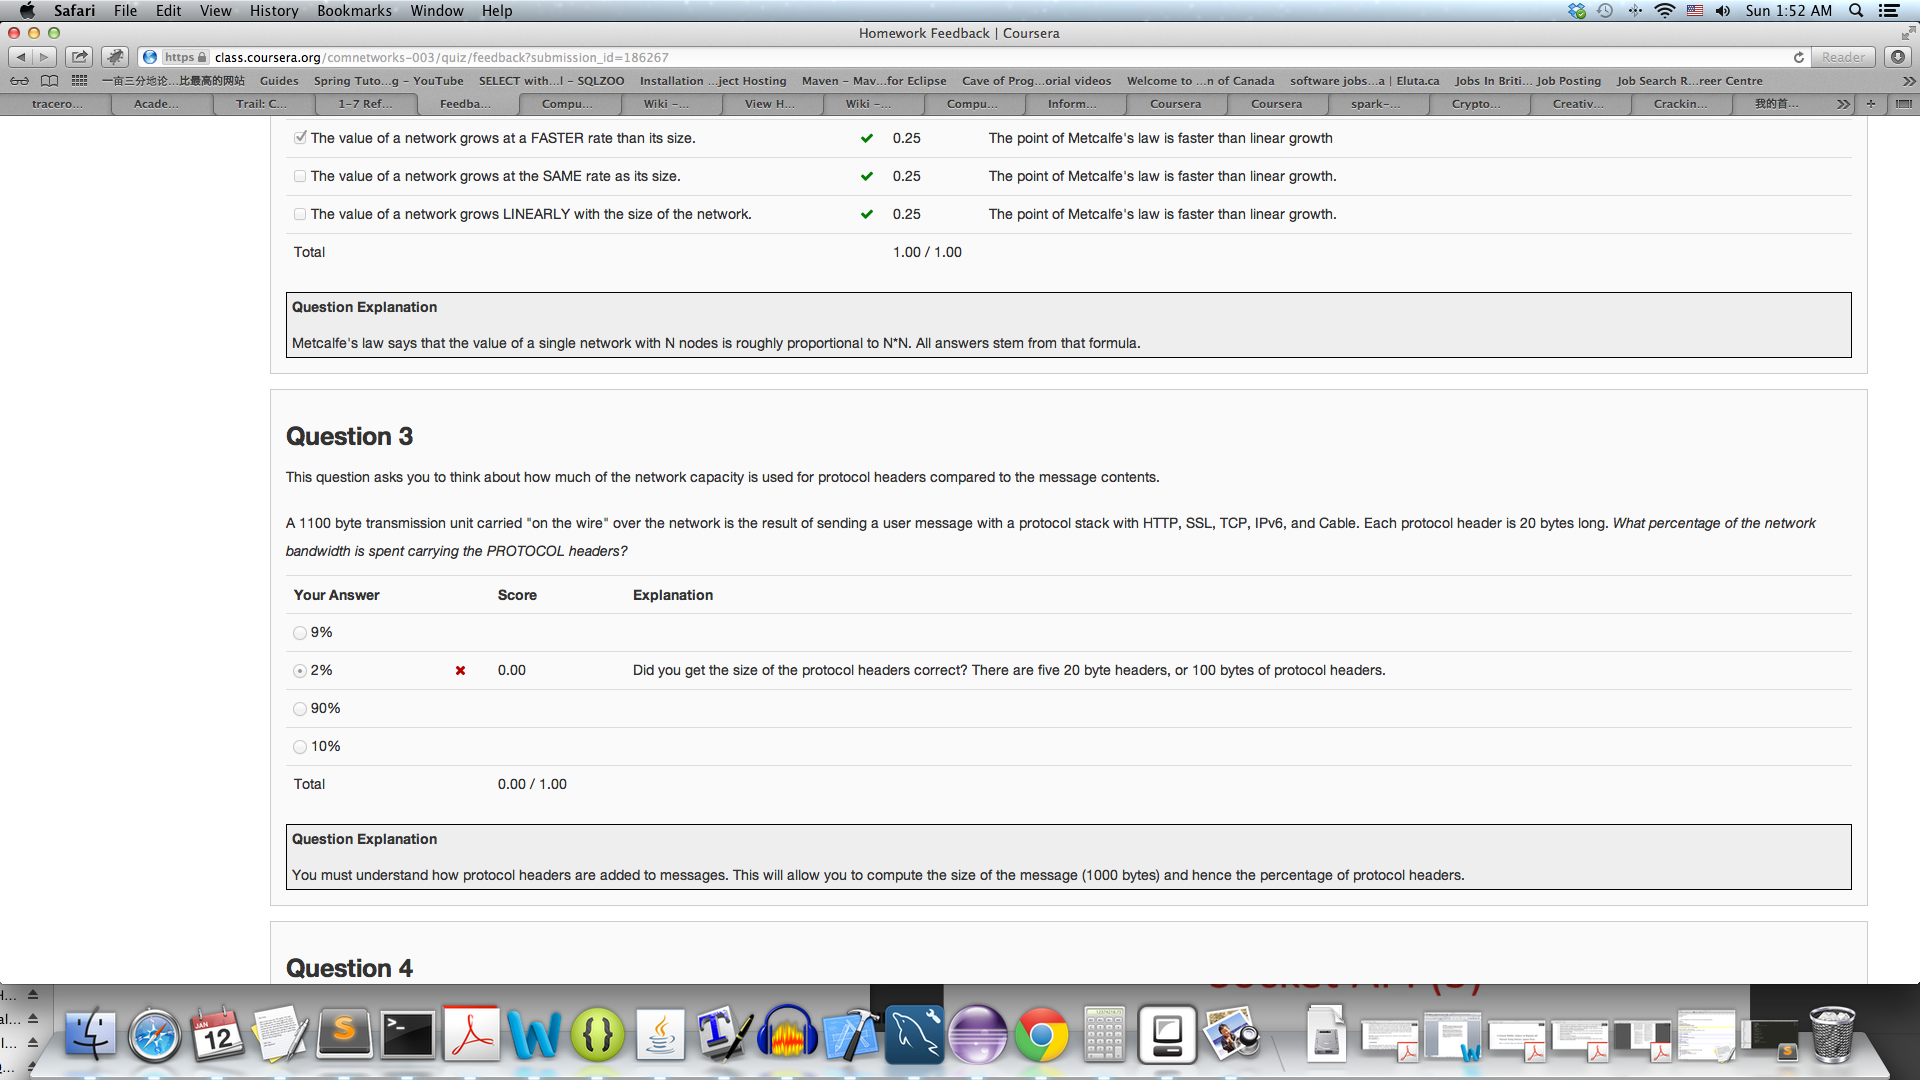 Safari File Edit View History Bookmarks Window Help Sun 1:52 AM
Homework Feedback | Coursera
https class.coursera.org/comnetworks-003/quiz/feedback?submission_id=186267 Reader
一亩三分地论...比最高的网站 Guides Spring Tuto...g – YouTube SELECT with...l – SQLZOO Installation ...ject Hosting Maven – Mav...for Eclipse Cave of Prog...orial videos Welcome to ...n of Canada software jobs...a | Eluta.ca Jobs In Briti... Job Posting Job Search R...reer Centre
tracero... Acade... Trail: C... 1-7 Ref... Feedba... Compu... Wiki –... View H... Wiki –... Compu... Inform... Coursera Coursera spark-... Crypto... Creativ... Crackin... 我的首...
The value of a network grows at a FASTER rate than its size. 0.25 The point of Metcalfe's law is faster than linear growth
The value of a network grows at the SAME rate as its size. 0.25 The point of Metcalfe's law is faster than linear growth.
The value of a network grows LINEARLY with the size of the network. 0.25 The point of Metcalfe's law is faster than linear growth.
Total 1.00 / 1.00
Question Explanation
Metcalfe's law says that the value of a single network with N nodes is roughly proportional to N*N. All answers stem from that formula.
Question 3
This question asks you to think about how much of the network capacity is used for protocol headers compared to the message contents.
A 1100 byte transmission unit carried "on the wire" over the network is the result of sending a user message with a protocol stack with HTTP, SSL, TCP, IPv6, and Cable. Each protocol header is 20 bytes long. What percentage of the network
bandwidth is spent carrying the PROTOCOL headers?
Your Answer Score Explanation
9%
2% 0.00 Did you get the size of the protocol headers correct? There are five 20 byte headers, or 100 bytes of protocol headers.
90%
10%
Total 0.00 / 1.00
Question Explanation
You must understand how protocol headers are added to messages. This will allow you to compute the size of the message (1000 bytes) and hence the percentage of protocol headers.
Question 4
JAN
12